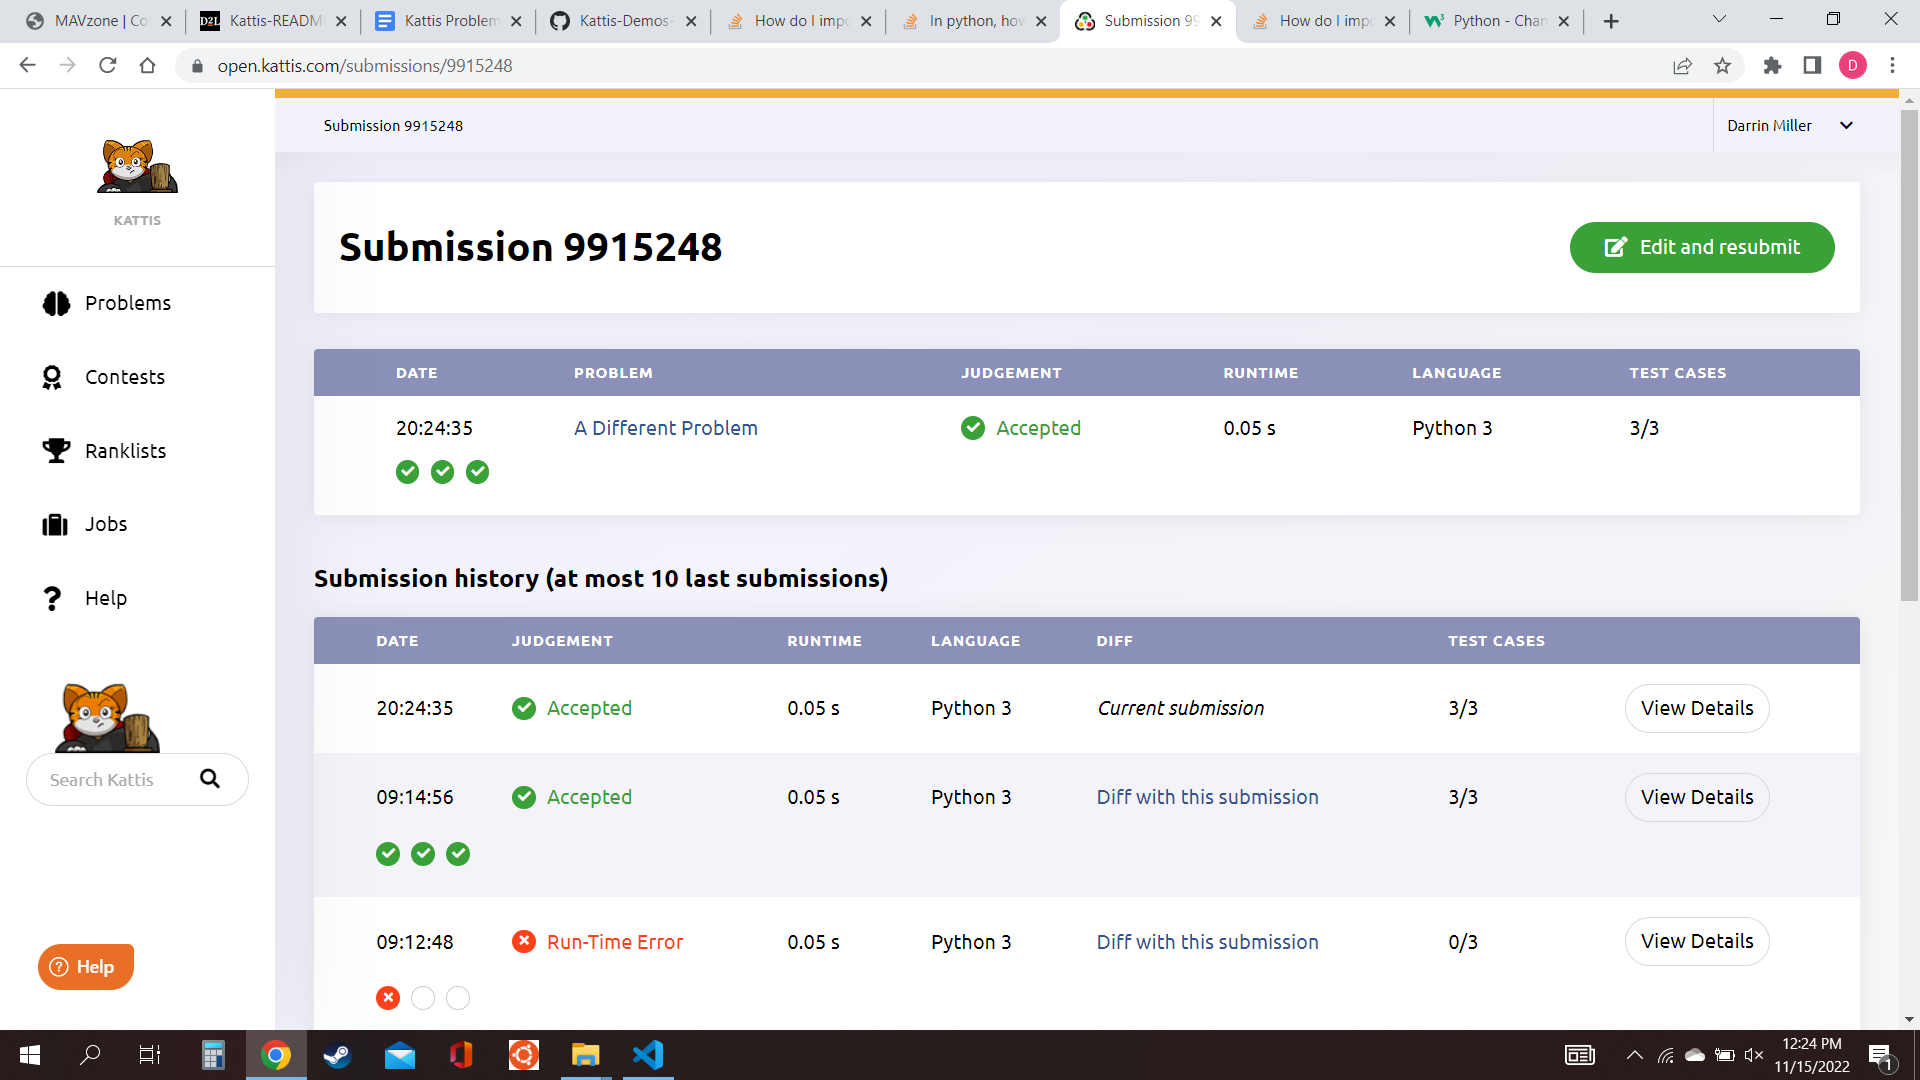 MAVzone | Co
Kattis-READM
Kattis Problem
Kattis-Demos-
How do I impo
In python, how
Submission 99
How do I impo
Python - Chan
open.kattis.com/submissions/9915248
D
Submission 9915248
Darrin Miller
KATTIS
Submission 9915248
Edit and resubmit
Problems
Contests
Ranklists
Jobs
Help
Search Kattis
Help
DATE PROBLEM JUDGEMENT RUNTIME LANGUAGE TEST CASES
20:24:35 A Different Problem Accepted 0.05 s Python 3 3/3
Submission history (at most 10 last submissions)
DATE JUDGEMENT RUNTIME LANGUAGE DIFF TEST CASES
20:24:35 Accepted 0.05 s Python 3 Current submission 3/3 View Details
09:14:56 Accepted 0.05 s Python 3 Diff with this submission 3/3 View Details
09:12:48 Run-Time Error 0.05 s Python 3 Diff with this submission 0/3 View Details
12:24 PM
11/15/2022
1